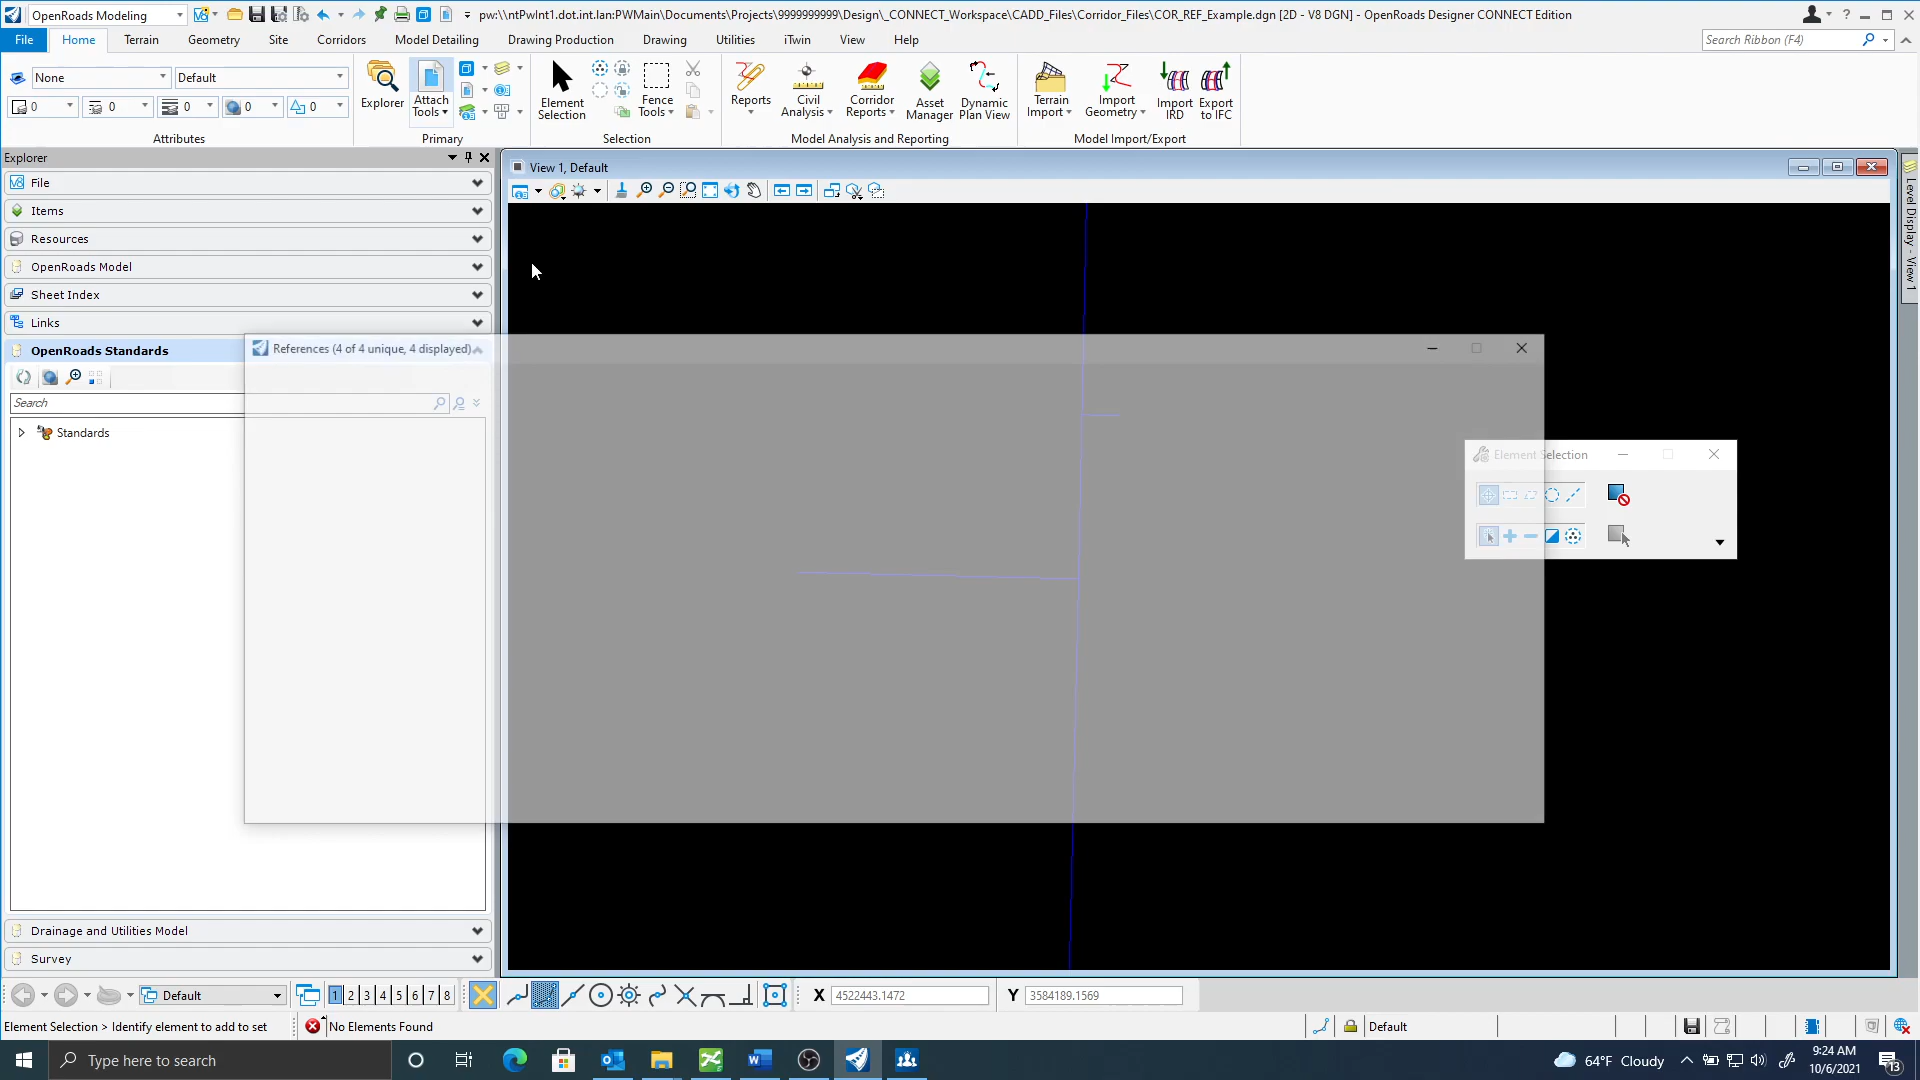 OpenRoads Modeling
pw:\\ntPwInt1.dot.int.lan:PWMain\Documents\Projects\9999999999\Design\_CONNECT_Workspace\CADD_Files\Corridor_Files\COR_REF_Example.dgn [2D - V8 DGN] - OpenRoads Designer CONNECT Edition
File Home Terrain Geometry Site Corridors Model Detailing Drawing Production Drawing Utilities iTwin View Help
Search Ribbon (F4)
None Default
0 0 0 0 0
Explorer
Attach Tools
Element Selection
Fence Tools
Reports
Civil Analysis
Corridor Reports
Asset Manager
Dynamic Plan View
Terrain Import
Import Geometry
Import IRD
Export to IFC
Attributes Primary Selection Model Analysis and Reporting Model Import/Export
Explorer
View 1, Default
File
Items
Resources
OpenRoads Model
Sheet Index
Links
OpenRoads Standards
References (4 of 4 unique, 4 displayed)
Search
Standards
Element Selection
Level Display - View 1
Drainage and Utilities Model
Survey
Default
1 2 3 4 5 6 7 8
X 4522443.1472
Y 3584189.1569
Element Selection > Identify element to add to set
No Elements Found
Default
Type here to search
64°F Cloudy
9:24 AM
10/6/2021
13